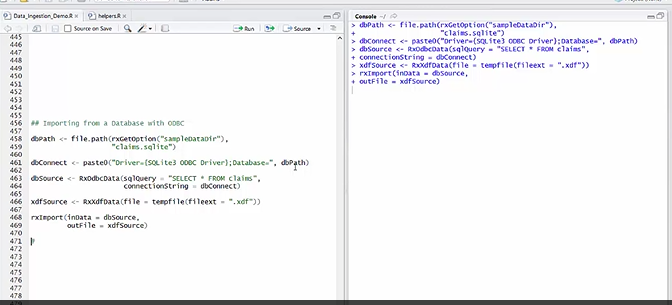 Data_Ingestion_Demo.R
helpers.R
Source on Save
Run
Source
445
446
447
448
449
450
451
452
453
454
455
456 ## Importing from a Database with ODBC
457
458 dbPath <- file.path(rxGetOption("sampleDataDir"),
459 "claims.sqlite")
460
461 dbConnect <- paste0("Driver={SQLite3 ODBC Driver};Database=", dbPath)
462
463 dbSource <- RxOdbcData(sqlQuery = "SELECT * FROM claims",
464 connectionString = dbConnect)
465
466 xdfSource <- RxXdfData(file = tempfile(fileext = ".xdf"))
467
468 rxImport(inData = dbSource,
469 outFile = xdfSource)
470
471 #
472
473
474
475
476
477
478
Console ~/
> dbPath <- file.path(rxGetOption("sampleDataDir"),
+ "claims.sqlite")
> dbConnect <- paste0("Driver={SQLite3 ODBC Driver};Database=", dbPath)
> dbSource <- RxOdbcData(sqlQuery = "SELECT * FROM claims",
+ connectionString = dbConnect)
> xdfSource <- RxXdfData(file = tempfile(fileext = ".xdf"))
> rxImport(inData = dbSource,
+ outFile = xdfSource)